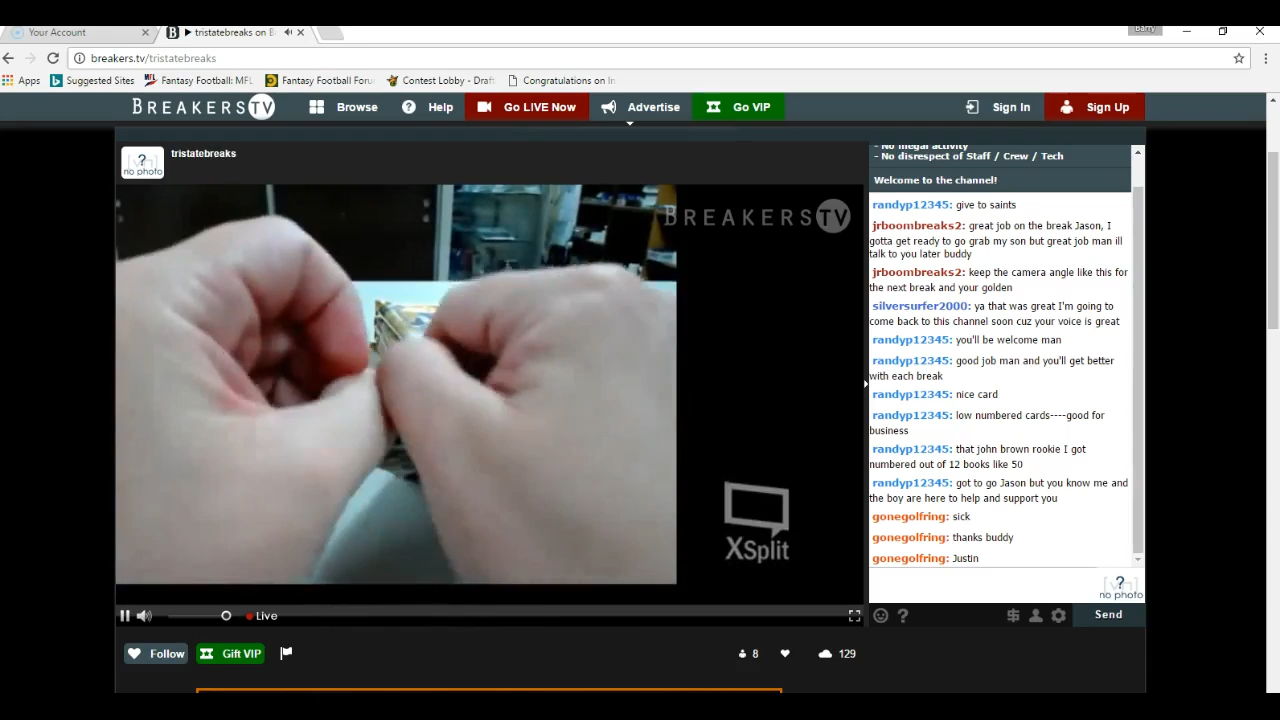 Your Account
tristatebreaks on B
Barry
breakers.tv/tristatebreaks
Apps
Suggested Sites
Fantasy Football: MFL
Fantasy Football Foru
Contest Lobby - Draft
Congratulations on In
BREAKERS TV
Browse
Help
Go LIVE Now
Advertise
Go VIP
Sign In
Sign Up
? no photo
tristatebreaks
BREAKERS TV
XSplit
Live
Follow
Gift VIP
8
129
- No illegal activity
- No disrespect of Staff / Crew / Tech
Welcome to the channel!
randyp12345: give to saints
jrboombreaks2: great job on the break Jason, I
gotta get ready to go grab my son but great job man ill
talk to you later buddy
jrboombreaks2: keep the camera angle like this for
the next break and your golden
silversurfer2000: ya that was great I'm going to
come back to this channel soon cuz your voice is great
randyp12345: you'll be welcome man
randyp12345: good job man and you'll get better
with each break
randyp12345: nice card
randyp12345: low numbered cards----good for
business
randyp12345: that john brown rookie I got
numbered out of 12 books like 50
randyp12345: got to go Jason but you know me and
the boy are here to help and support you
gonegolfring: sick
gonegolfring: thanks buddy
gonegolfring: Justin
? no photo
Send